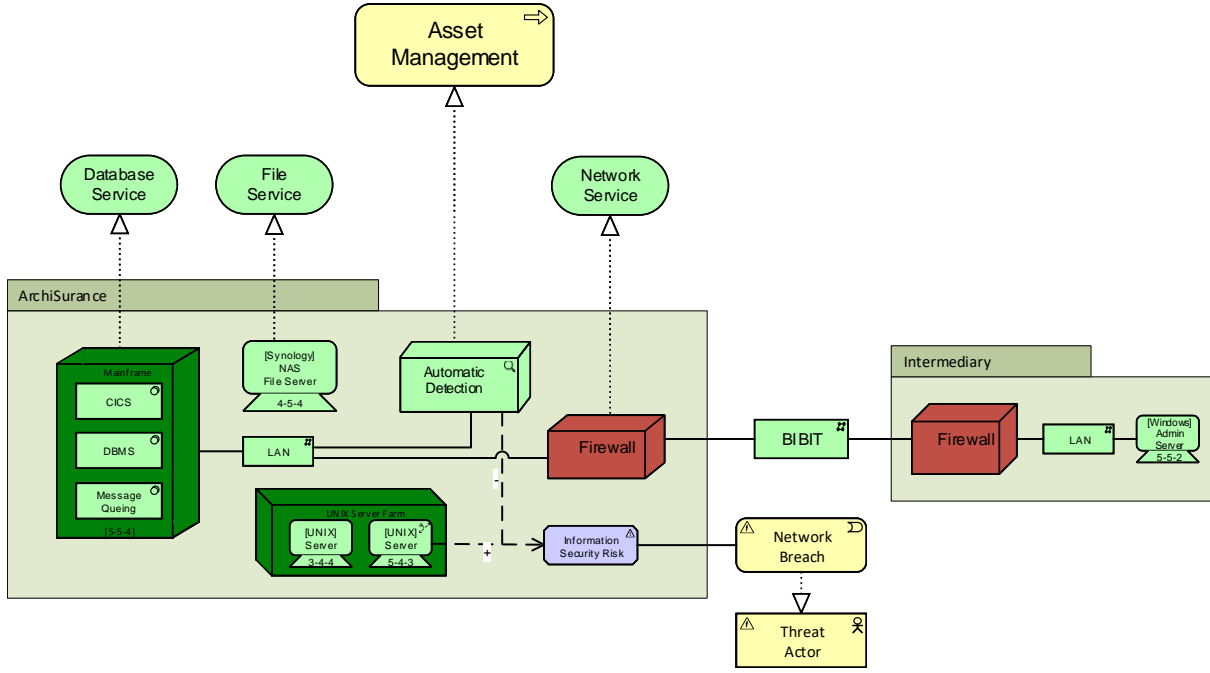 Asset
Management
Database
Service
File
Service
Network
Service
ArchiSurance
Mainframe
CICS
DBMS
Message
Queing
[5-5-4]
[Synology]
NAS
File Server
4-5-4
Automatic
Detection
LAN
Firewall
-
UNIX Server Farm
[UNIX]
Server
3-4-4
[UNIX]
Server
5-4-3
+
Information
Security Risk
BIBIT
Intermediary
Firewall
LAN
[Windows]
Admin
Server
5-5-2
Network
Breach
Threat
Actor